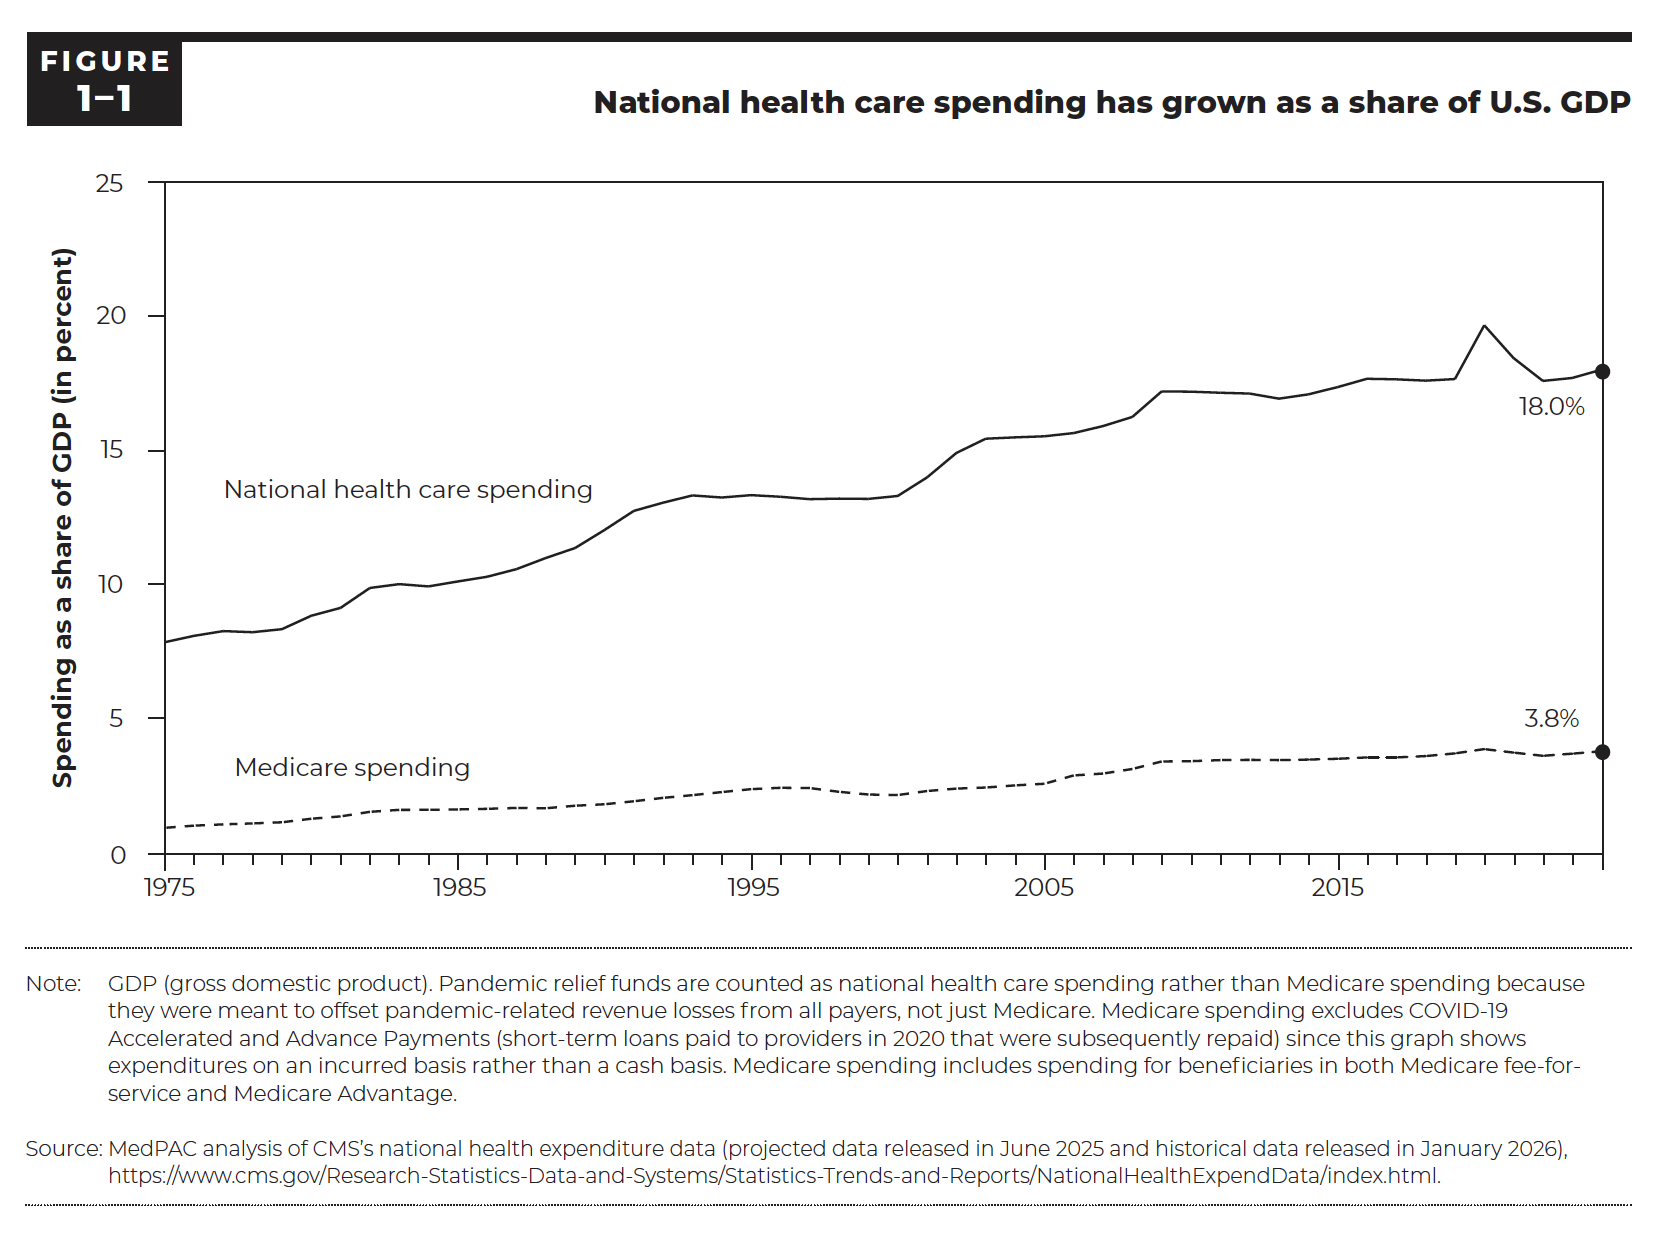 FIGURE
1–1
National health care spending has grown as a share of U.S. GDP
Spending as a share of GDP (in percent)
25
20
15
10
5
0
National health care spending
18.0%
Medicare spending
3.8%
1975
1985
1995
2005
2015
Note: GDP (gross domestic product). Pandemic relief funds are counted as national health care spending rather than Medicare spending because
they were meant to offset pandemic-related revenue losses from all payers, not just Medicare. Medicare spending excludes COVID-19
Accelerated and Advance Payments (short-term loans paid to providers in 2020 that were subsequently repaid) since this graph shows
expenditures on an incurred basis rather than a cash basis. Medicare spending includes spending for beneficiaries in both Medicare fee-for-
service and Medicare Advantage.
Source: MedPAC analysis of CMS’s national health expenditure data (projected data released in June 2025 and historical data released in January 2026),
https://www.cms.gov/Research-Statistics-Data-and-Systems/Statistics-Trends-and-Reports/NationalHealthExpendData/index.html.